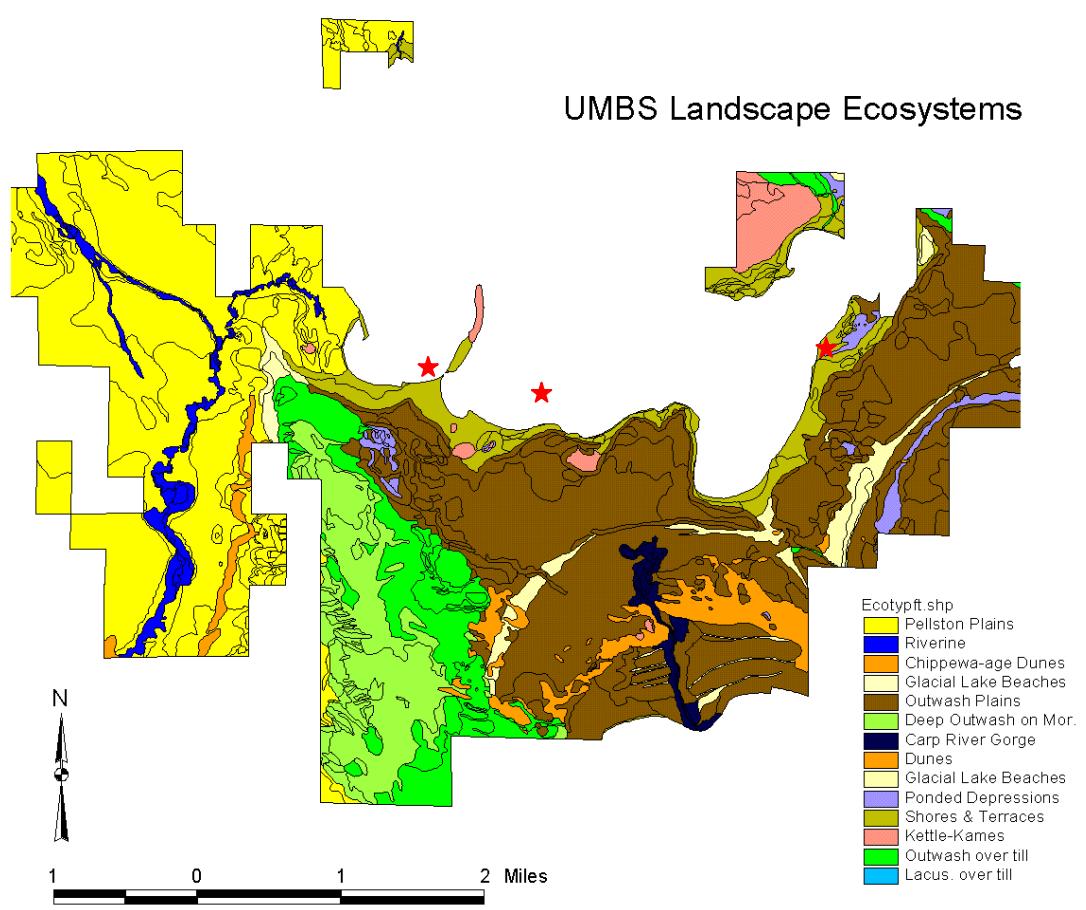 UMBS Landscape Ecosystems
Ecotypft.shp
Pellston Plains
Riverine
Chippewa-age Dunes
Glacial Lake Beaches
Outwash Plains
Deep Outwash on Mor.
Carp River Gorge
Dunes
Glacial Lake Beaches
Ponded Depressions
Shores & Terraces
Kettle-Kames
Outwash over till
Lacus. over till
N
1 0 1 2 Miles